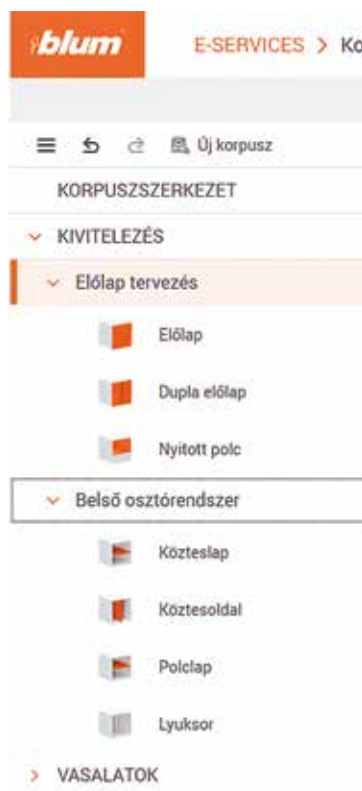 blum
E-SERVICES > Ko
Új korpusz
KORPUSZSZERKEZET
KIVITELEZÉS
Előlap tervezés
Előlap
Dupla előlap
Nyitott polc
Belső osztórendszer
Közteslap
Köztesoldal
Polclap
Lyuksor
VASALATOK